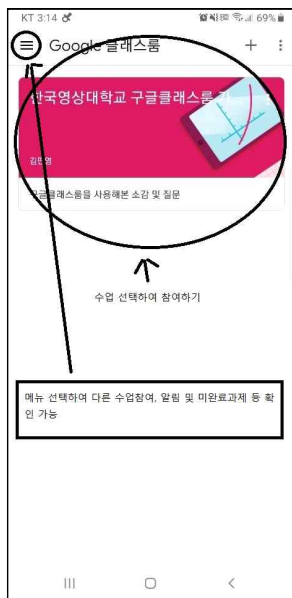 KT 3:14
69%
Google 클래스룸
한국영상대학교 구글클래스룸
김민영
구글클래스룸을 사용해본 소감 및 질문
수업 선택하여 참여하기
메뉴 선택하여 다른 수업참여, 알림 및 미완료과제 등 확
인 가능